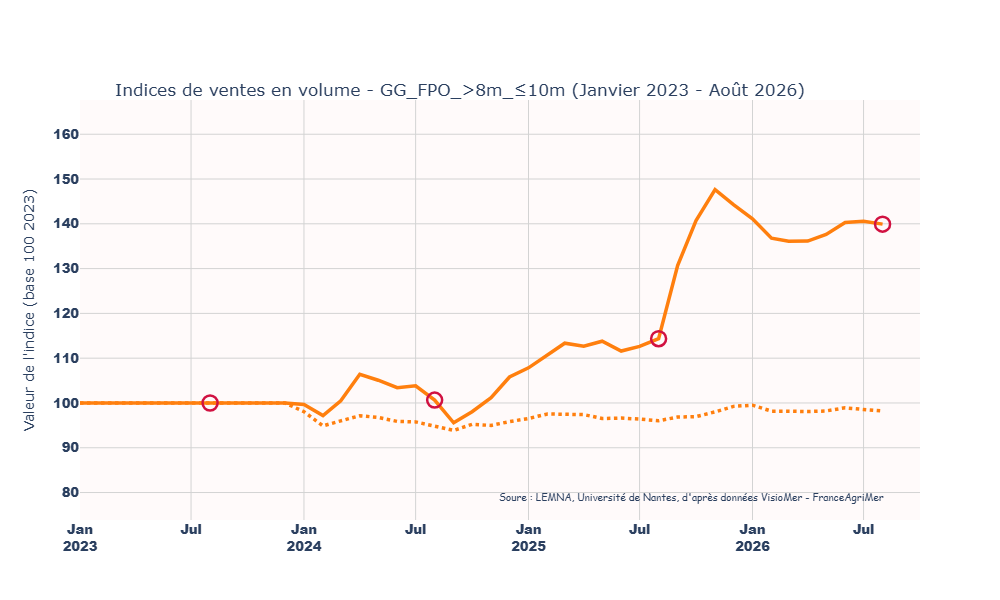 Indices de ventes en volume - GG_FPO_>8m_≤10m (Janvier 2023 - Août 2026)
Valeur de l'indice (base 100 2023)
160
150
140
130
120
110
100
90
80
Soure : LEMNA, Université de Nantes, d'après données VisioMer - FranceAgriMer
Jan Jul Jan Jul Jan Jul Jan Jul
2023 2024 2025 2026